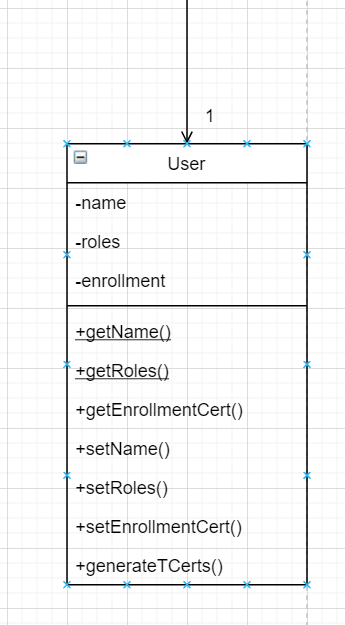 1
User
-name
-roles
-enrollment
+getName()
+getRoles()
+getEnrollmentCert()
+setName()
+setRoles()
+setEnrollmentCert()
+generateTCerts()